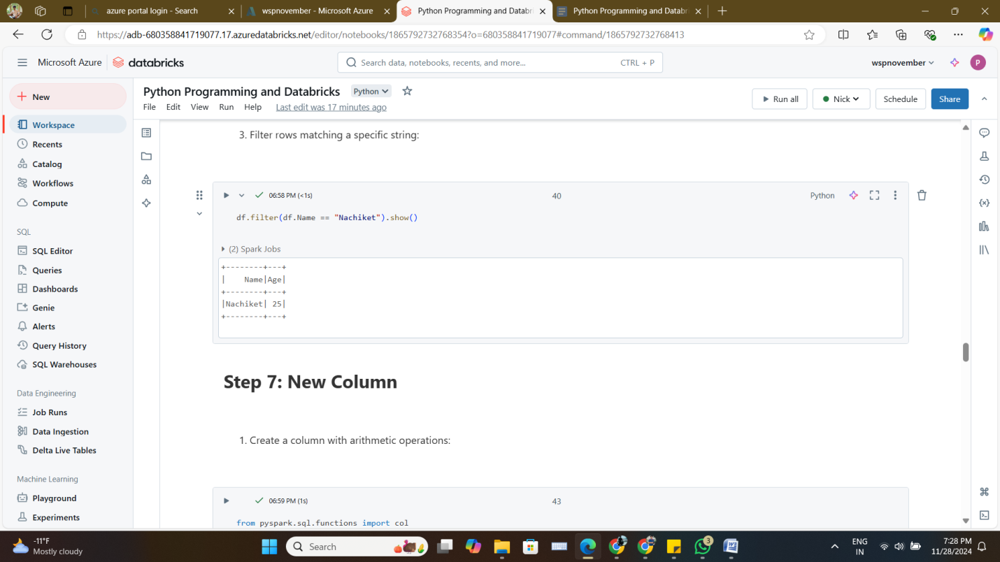 azure portal login - Search
wspnovember - Microsoft Azure
Python Programming and Databri
Python Programming and Databri
https://adb-680358841719077.17.azuredatabricks.net/editor/notebooks/1865792732768354?o=680358841719077#command/1865792732768413
Microsoft Azure
databricks
Search data, notebooks, recents, and more...
CTRL + P
wspnovember
P
New
Workspace
Recents
Catalog
Workflows
Compute
SQL
SQL Editor
Queries
Dashboards
Genie
Alerts
Query History
SQL Warehouses
Data Engineering
Job Runs
Data Ingestion
Delta Live Tables
Machine Learning
Playground
Experiments
Python Programming and Databricks
Python
File Edit View Run Help Last edit was 17 minutes ago
Run all
Nick
Schedule
Share
3. Filter rows matching a specific string:
06:58 PM (<1s)
40
Python
df.filter(df.Name == "Nachiket").show()
(2) Spark Jobs
+--------+---+
|    Name|Age|
+--------+---+
|Nachiket| 25|
+--------+---+
Step 7: New Column
1. Create a column with arithmetic operations:
06:59 PM (1s)
43
from pyspark.sql.functions import col
-11°F
Mostly cloudy
Search
3
ENG
IN
7:28 PM
11/28/2024